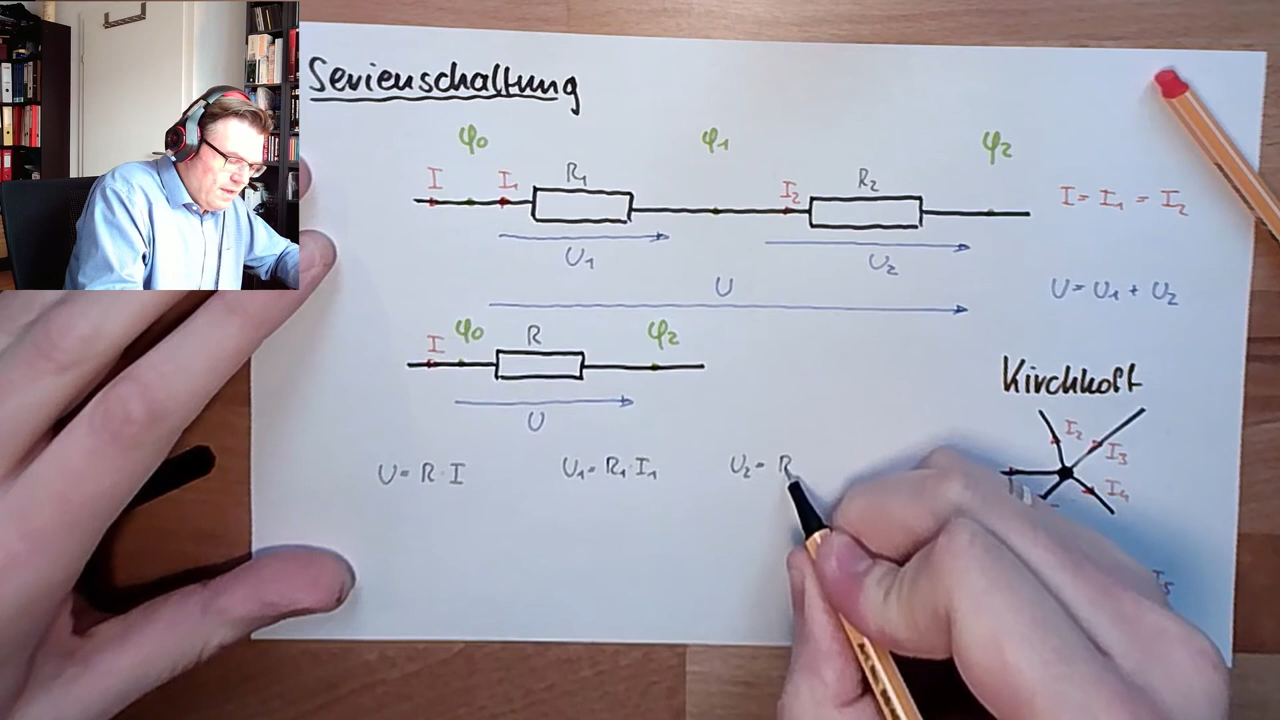 Serienschaltung
φ0 φ1 φ2
I I1 R1 I2 R2 I = I1 = I2
U1 U2
U U = U1 + U2
I φ0 R φ2
U
Kirchhoff
I2
I3
U = R · I U1 = R1 · I1 U2 = R
I4
I5